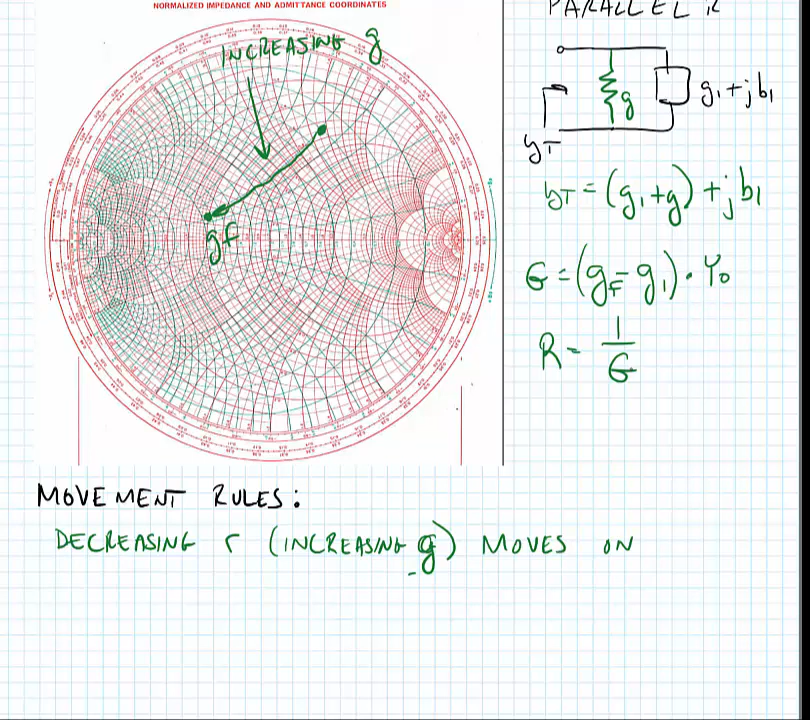 NORMALIZED IMPEDANCE AND ADMITTANCE COORDINATES
PARALLEL R
INCREASING g
g
g₁+jb₁
yT
gF
yT=(g₁+g)+jb₁
G=(gF-g₁)·Y₀
R=1/G
MOVEMENT RULES:
DECREASING r (INCREASING g) MOVES ON